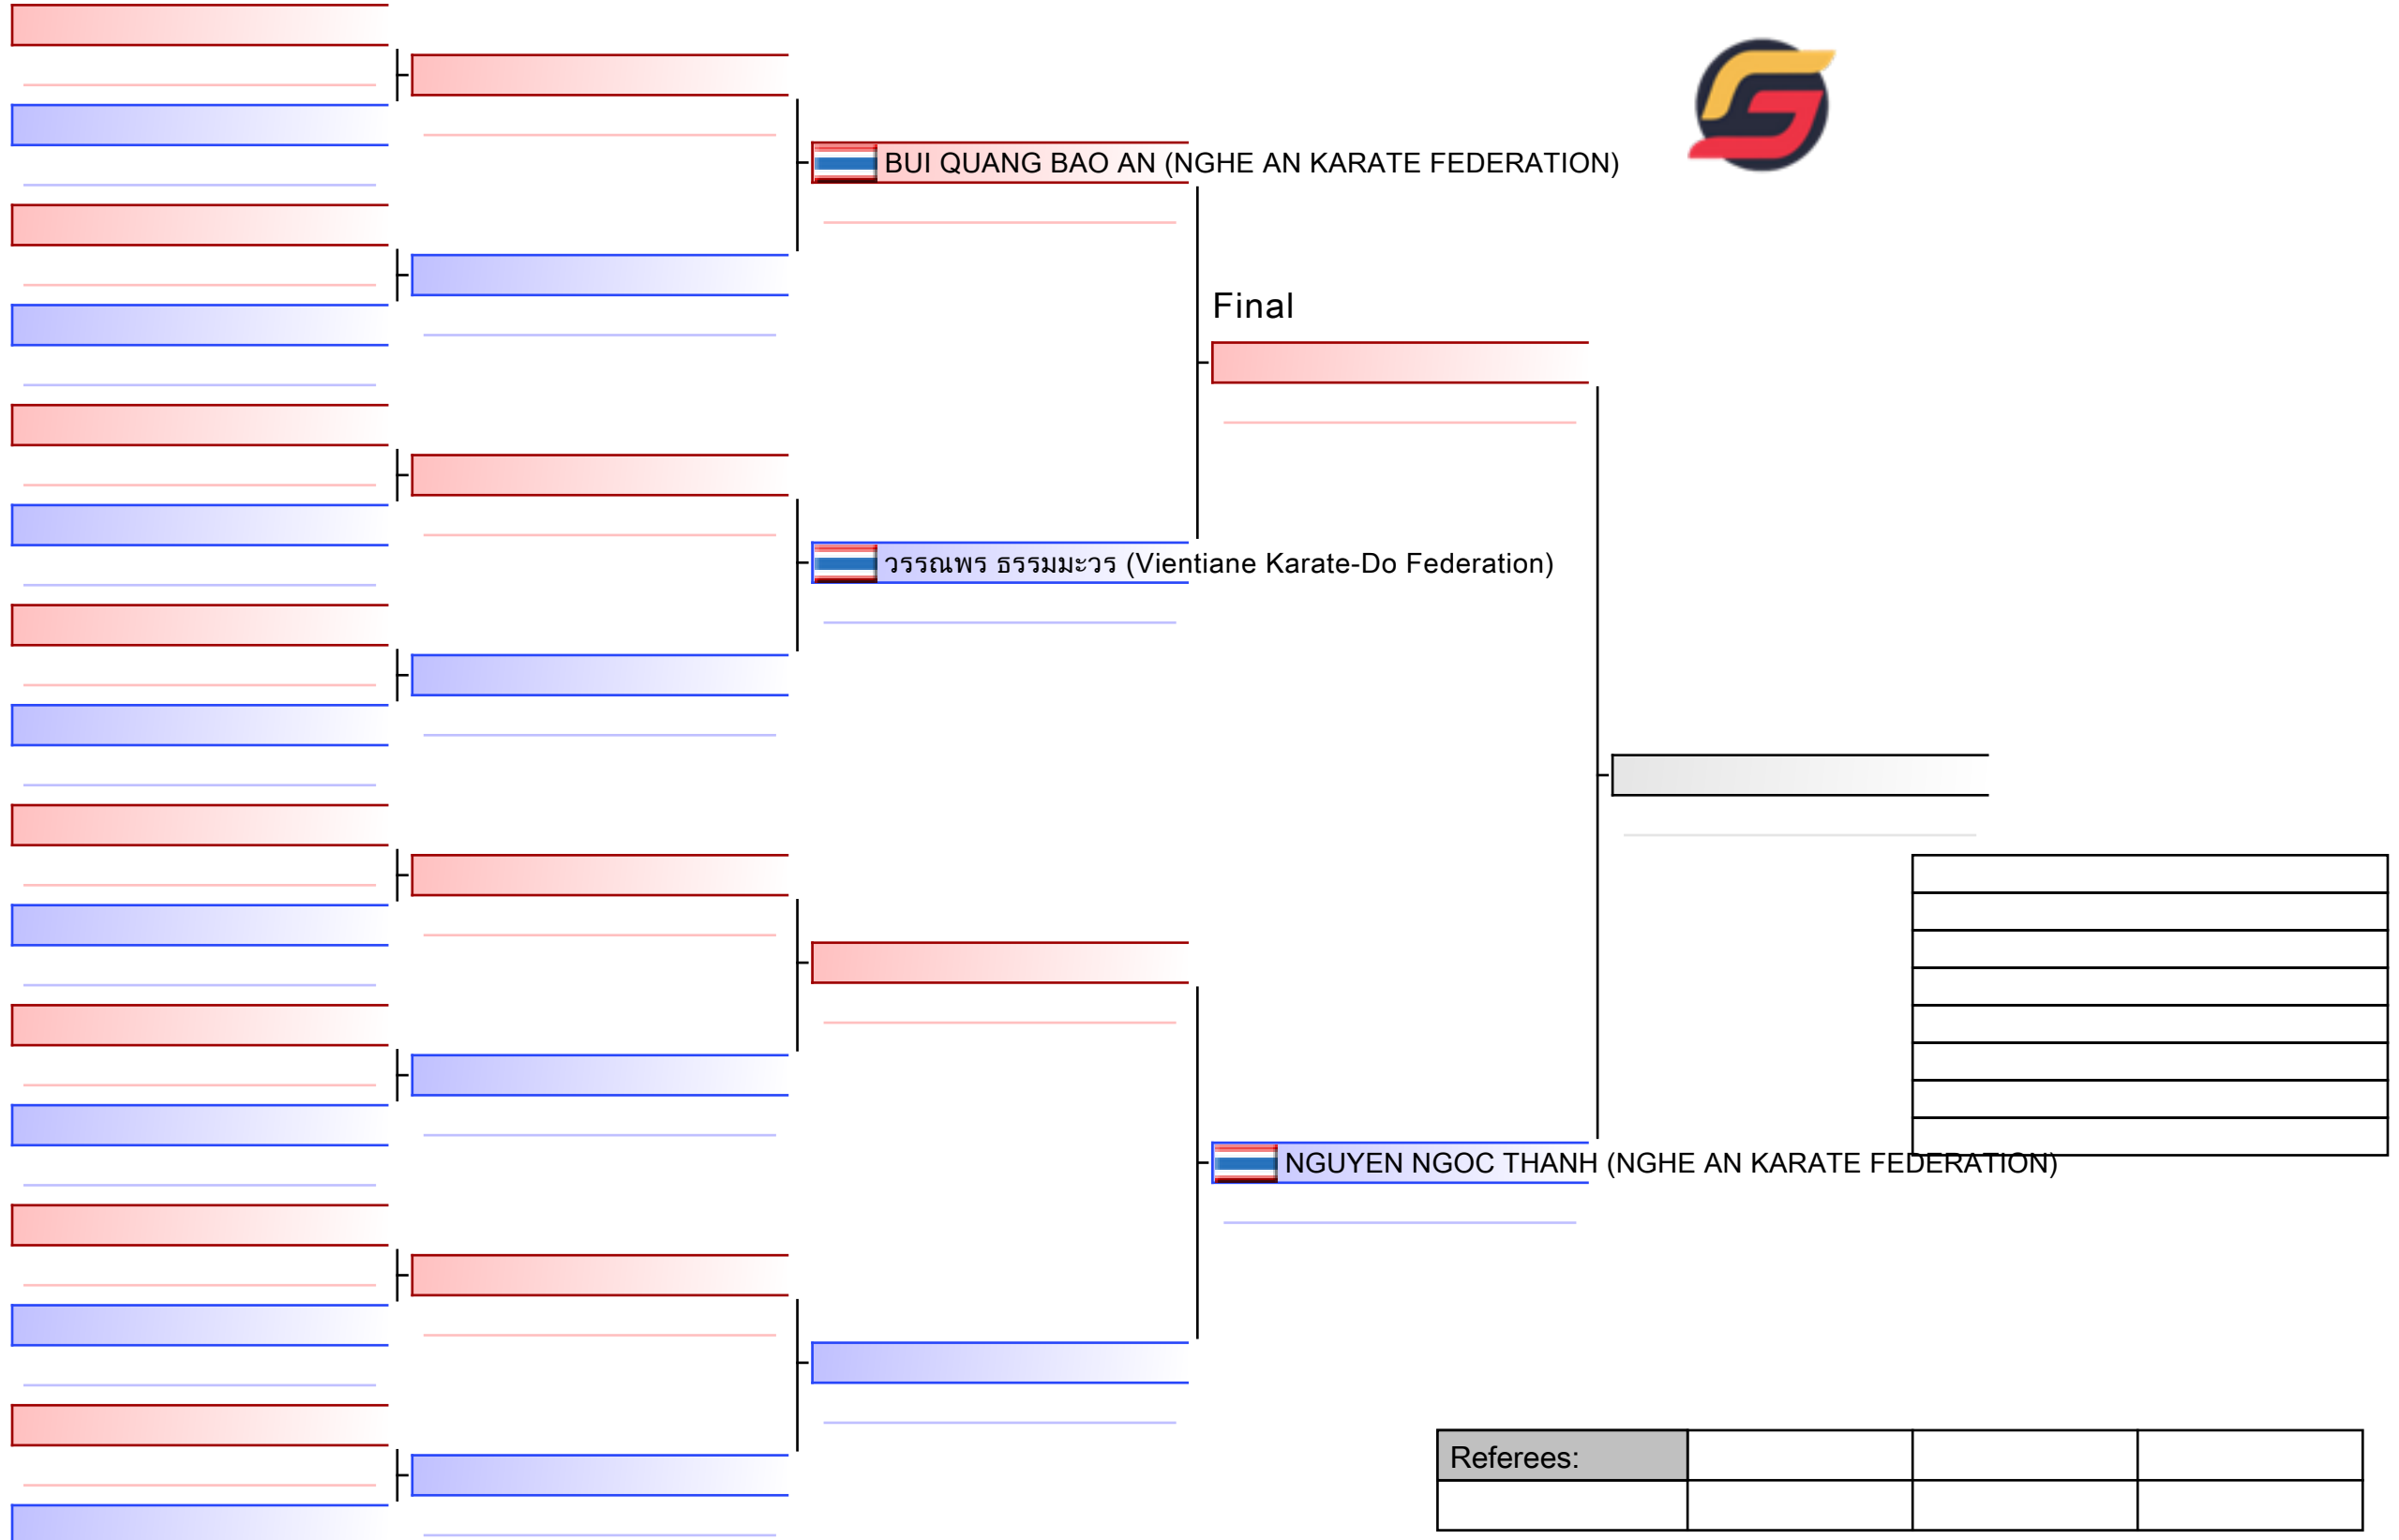 BUI QUANG BAO AN (NGHE AN KARATE FEDERATION)
Final
วรรณพร ธรรมมะวร (Vientiane Karate-Do Federation)
NGUYEN NGOC THANH (NGHE AN KARATE FEDERATION)
Referees: